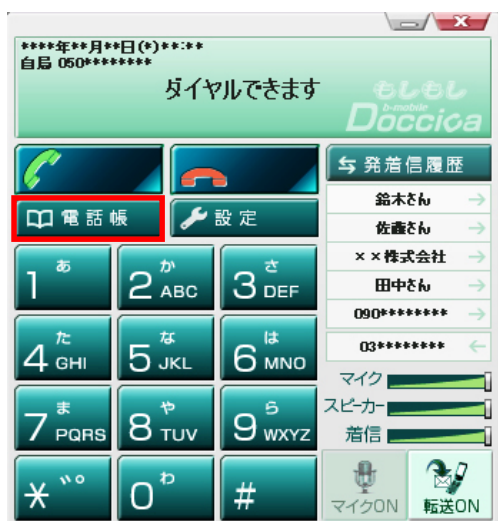 ****年**月**日(*)**:**
自局 050********
ダイヤルできます
もしもし
b-mobile
Doccica
発着信履歴
電話帳
設定
鈴木さん →
佐藤さん →
××株式会社 →
田中さん →
090******** →
03******** ←
1 あ
2 か ABC
3 さ DEF
4 た GHI
5 な JKL
6 は MNO
7 ま PQRS
8 や TUV
9 ら WXYZ
* ゛゜
0 わ
#
マイク
スピーカー
着信
マイクON
転送ON